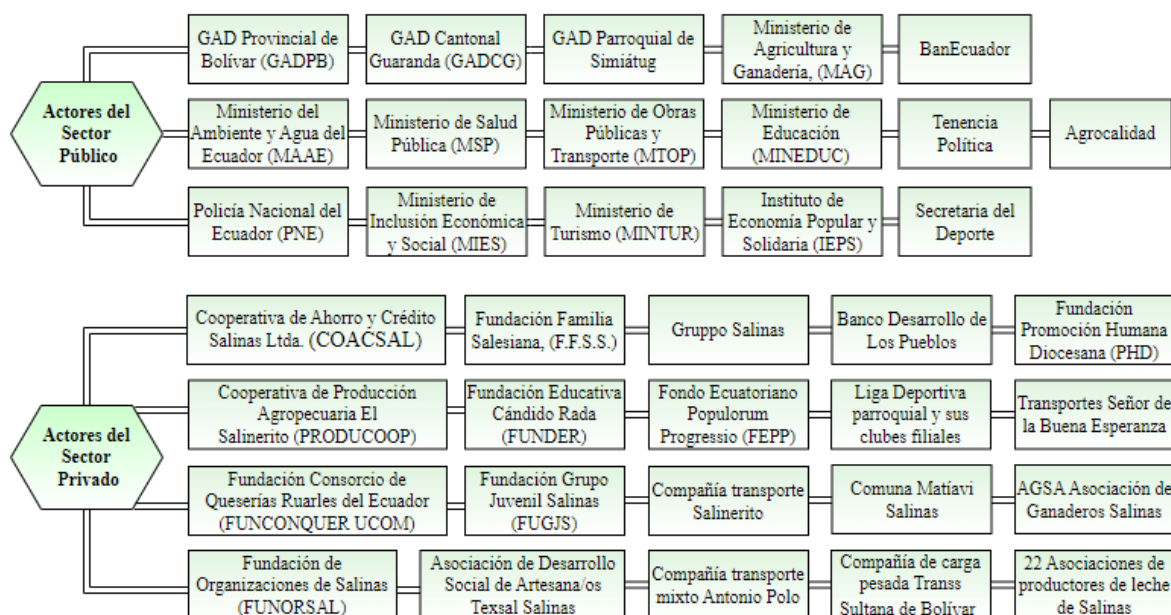 GAD Provincial de
Bolívar (GADPB)
GAD Cantonal
Guaranda (GADCG)
GAD Parroquial de
Simiátug
Ministerio de
Agricultura y
Ganadería, (MAG)
BanEcuador
Actores del
Sector
Público
Ministerio del
Ambiente y Agua del
Ecuador (MAAE)
Ministerio de Salud
Pública (MSP)
Ministerio de Obras
Públicas y
Transporte (MTOP)
Ministerio de
Educación
(MINEDUC)
Tenencia
Política
Agrocalidad
Policía Nacional del
Ecuador (PNE)
Ministerio de
Inclusión Económica
y Social (MIES)
Ministerio de
Turismo (MINTUR)
Instituto de
Economía Popular y
Solidaria (IEPS)
Secretaria del
Deporte
Cooperativa de Ahorro y Crédito
Salinas Ltda. (COACSAL)
Fundación Familia
Salesiana, (F.F.S.S.)
Gruppo Salinas
Banco Desarrollo de
Los Pueblos
Fundación
Promoción Humana
Diocesana (PHD)
Actores del
Sector
Privado
Cooperativa de Producción
Agropecuaria El
Salinerito (PRODUCOOP)
Fundación Educativa
Cándido Rada
(FUNDER)
Fondo Ecuatoriano
Populorum
Progressio (FEPP)
Liga Deportiva
parroquial y sus
clubes filiales
Transportes Señor de
la Buena Esperanza
Fundación Consorcio de
Queserías Ruarles del Ecuador
(FUNCONQUER UCOM)
Fundación Grupo
Juvenil Salinas
(FUGJS)
Compañía transporte
Salinerito
Comuna Matíavi
Salinas
AGSA Asociación de
Ganaderos Salinas
Fundación de
Organizaciones de Salinas
(FUNORSAL)
Asociación de Desarrollo
Social de Artesana/os
Texsal Salinas
Compañía transporte
mixto Antonio Polo
Compañía de carga
pesada Transs
Sultana de Bolívar
22 Asociaciones de
productores de leche
de Salinas